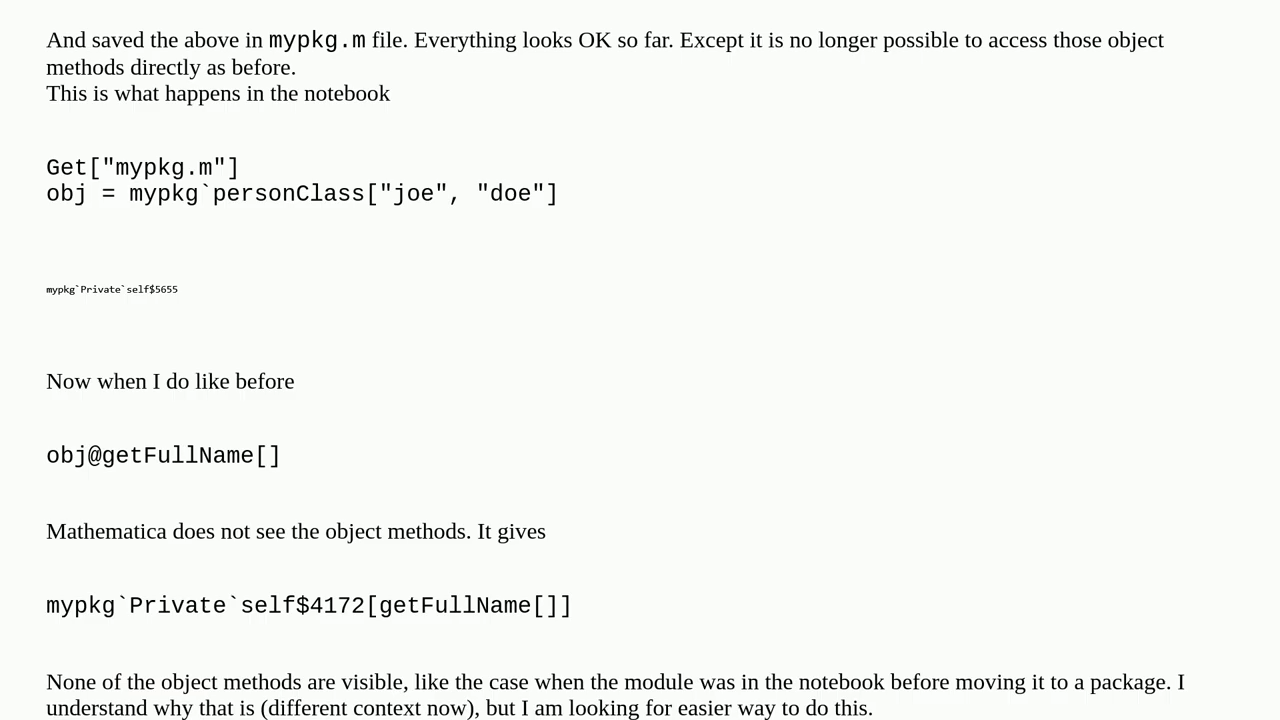 And saved the above in mypkg.m file. Everything looks OK so far. Except it is no longer possible to access those object
methods directly as before.
This is what happens in the notebook
Get["mypkg.m"]
obj = mypkg`personClass["joe", "doe"]
mypkg`Private`self$5655
Now when I do like before
obj@getFullName[]
Mathematica does not see the object methods. It gives
mypkg`Private`self$4172[getFullName[]]
None of the object methods are visible, like the case when the module was in the notebook before moving it to a package. I
understand why that is (different context now), but I am looking for easier way to do this.